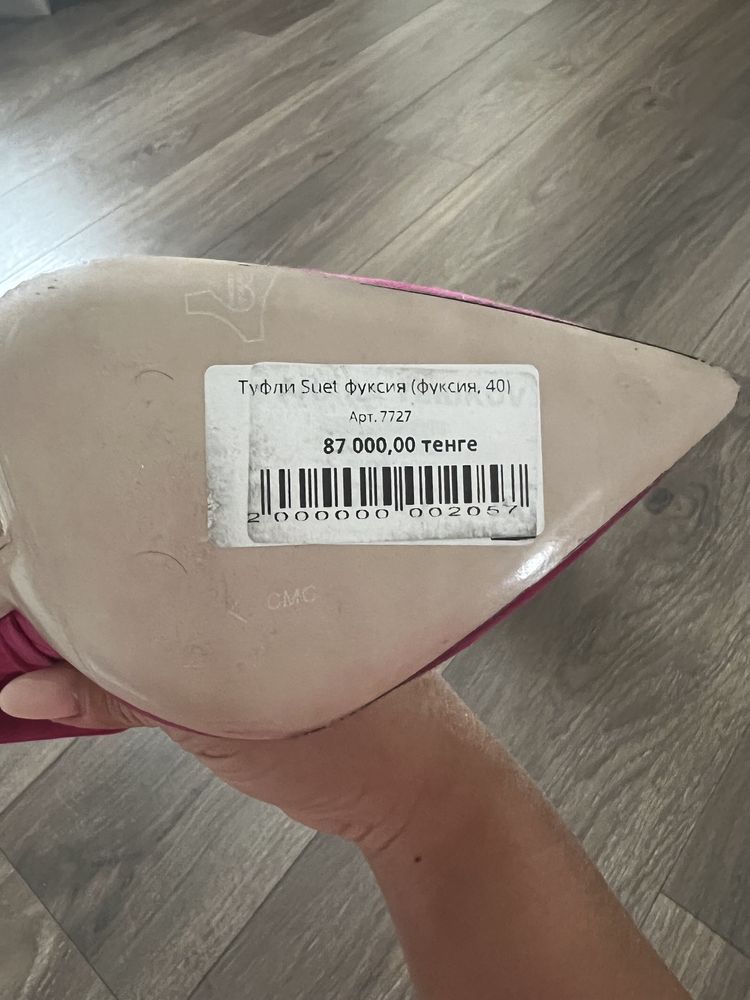 Туфли Suet фуксия (фуксия, 40)
Арт. 7727
87 000,00 тенге
2 000000 002057
CMC